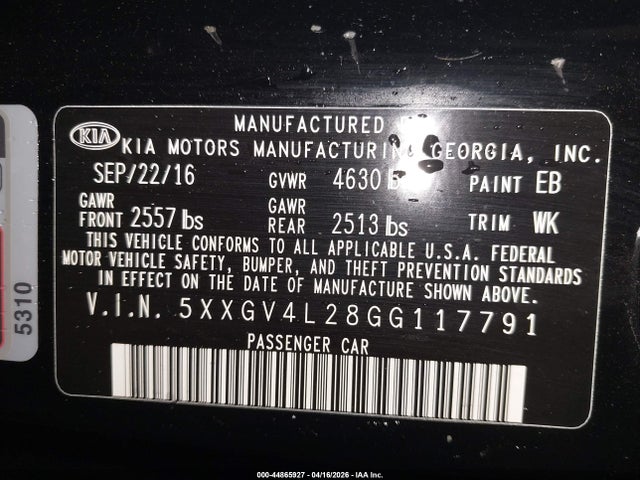 KIA
MANUFACTURED
KIA MOTORS MANUFACTURING GEORGIA, INC.
SEP/22/16 GVWR 4630 PAINT EB
GAWR FRONT 2557 lbs GAWR REAR 2513 lbs TRIM WK
THIS VEHICLE CONFORMS TO ALL APPLICABLE U.S.A. FEDERAL
MOTOR VEHICLE SAFETY, BUMPER, AND THEFT PREVENTION STANDARDS
IN EFFECT ON THE DATE OF MANUFACTURE SHOWN ABOVE.
V.I.N. 5XXGV4L28GG117791
PASSENGER CAR
5310
000-44865927 - 04/16/2026 - IAA Inc.